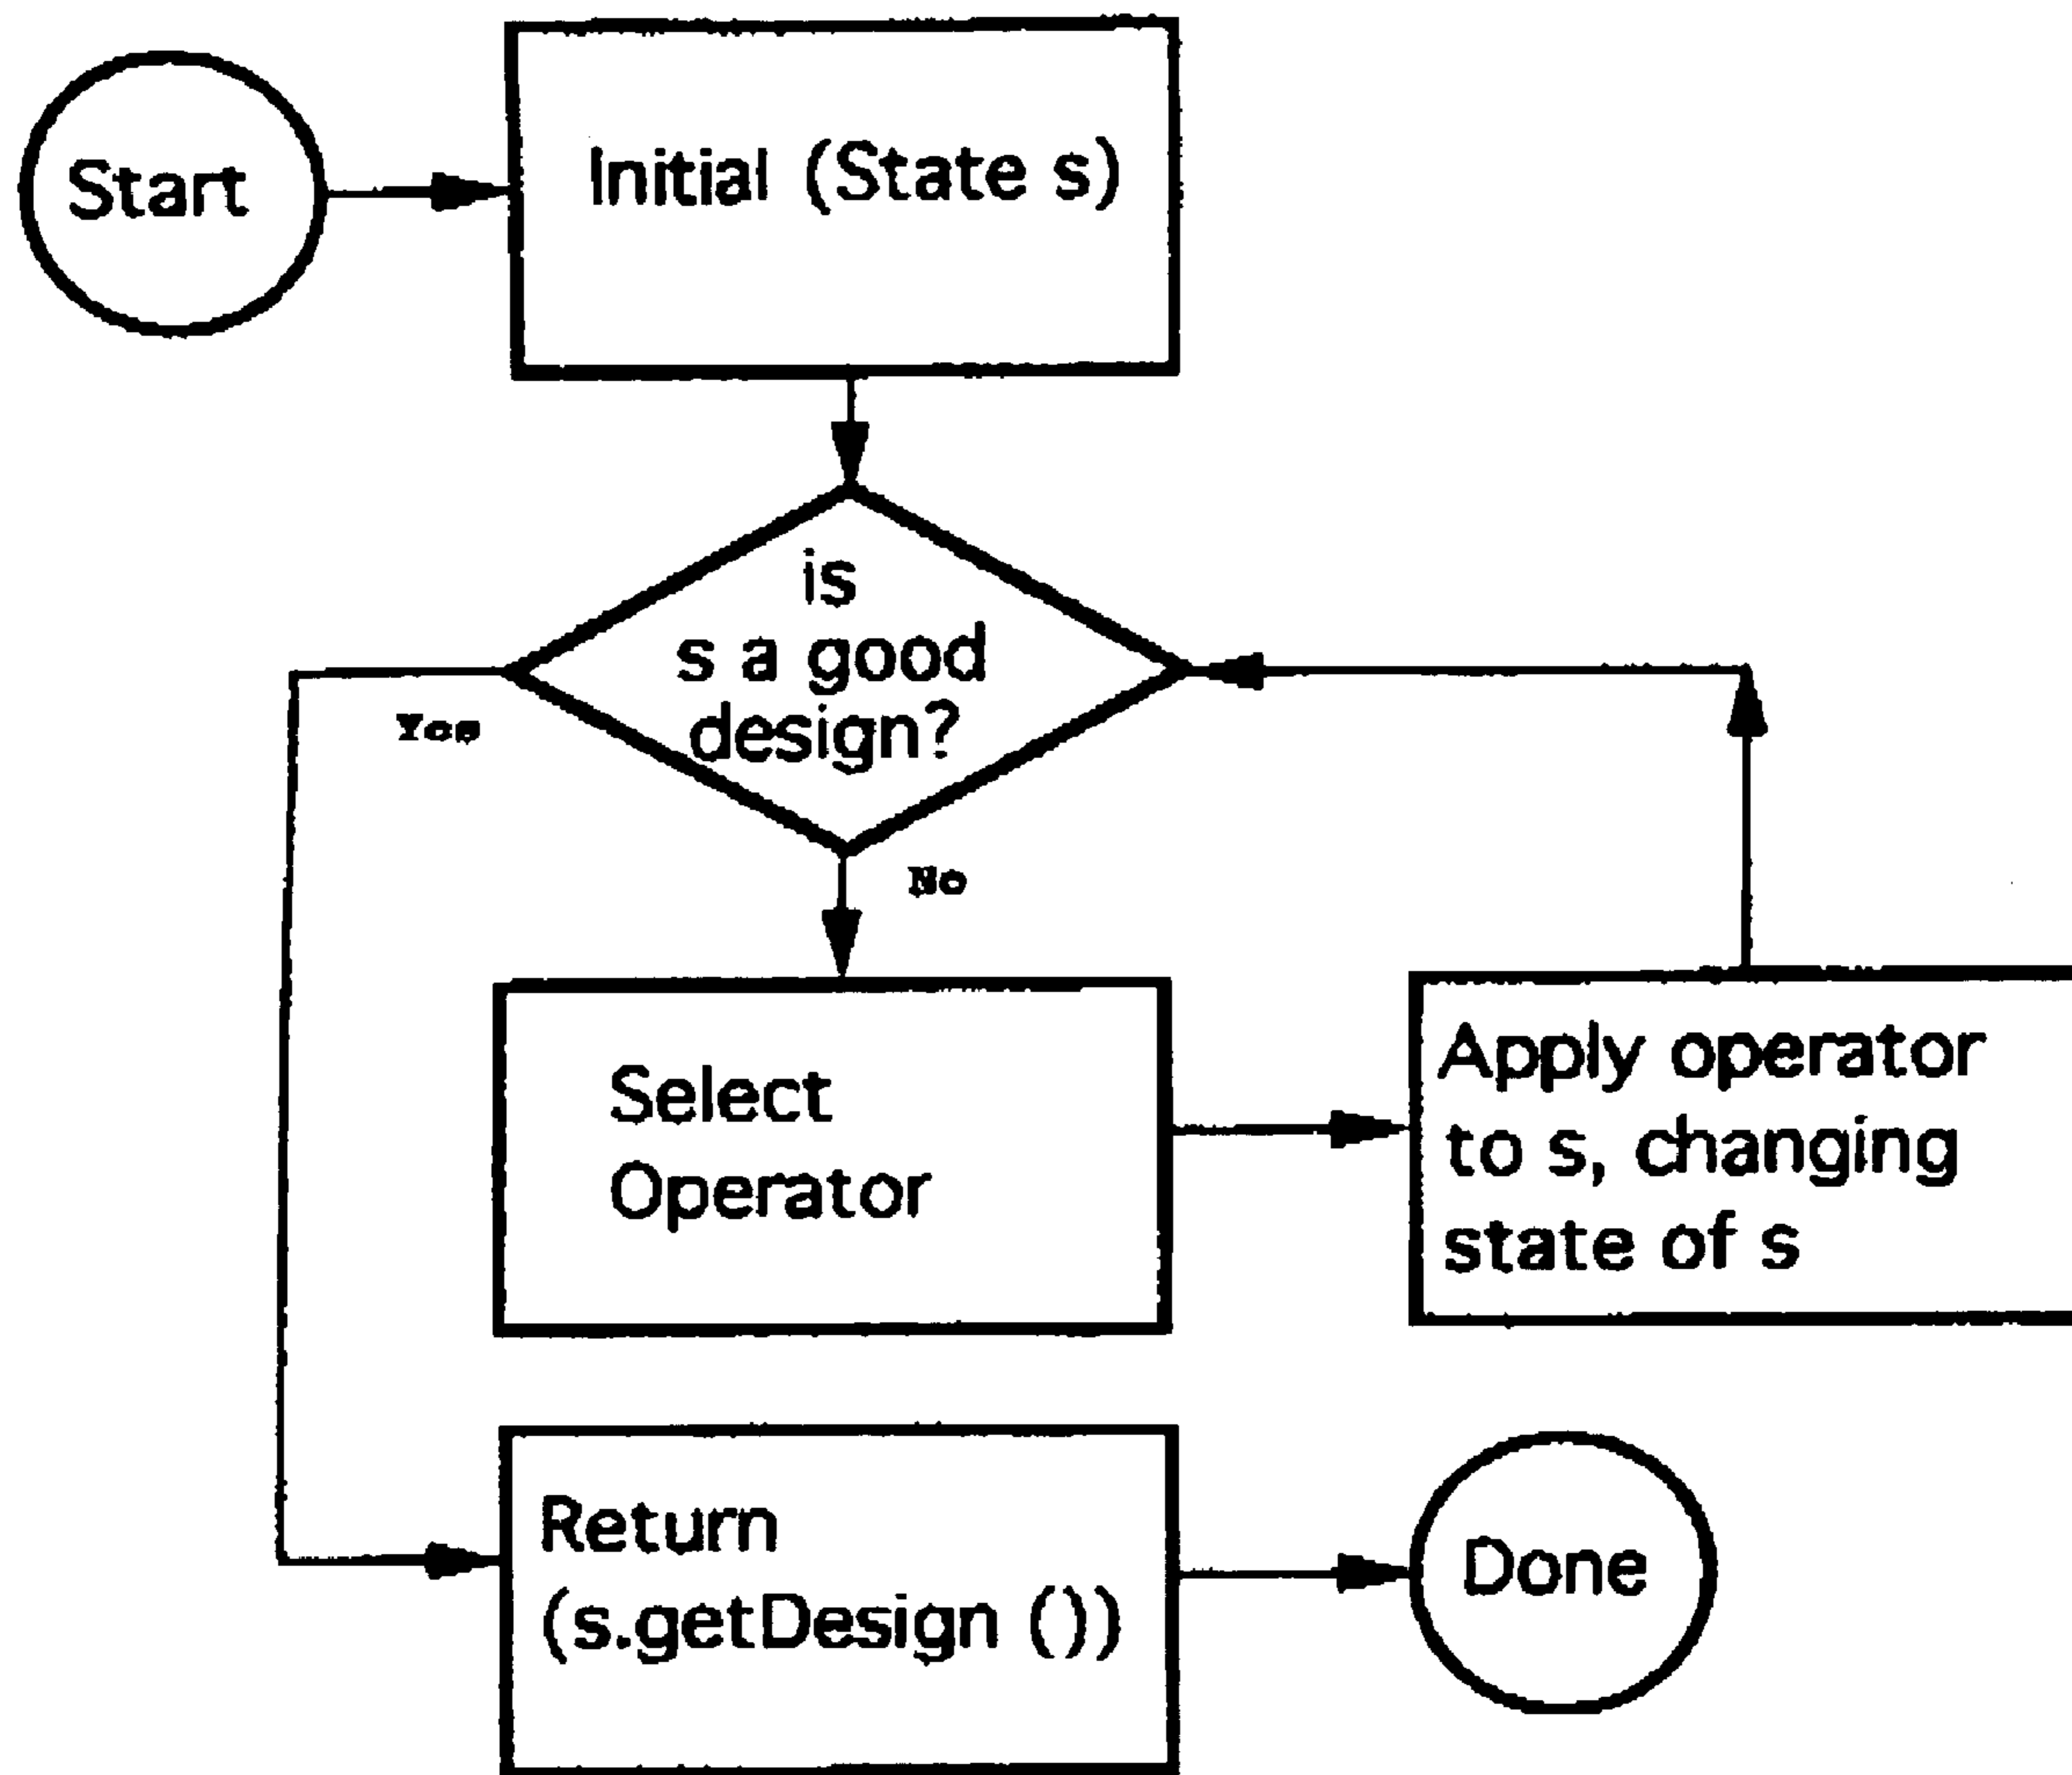 Start
Initial (State s)
is
s a good
design?
Yes
No
Select
Operator
Apply operator
to s, changing
state of s
Return
(s.getDesign ())
Done